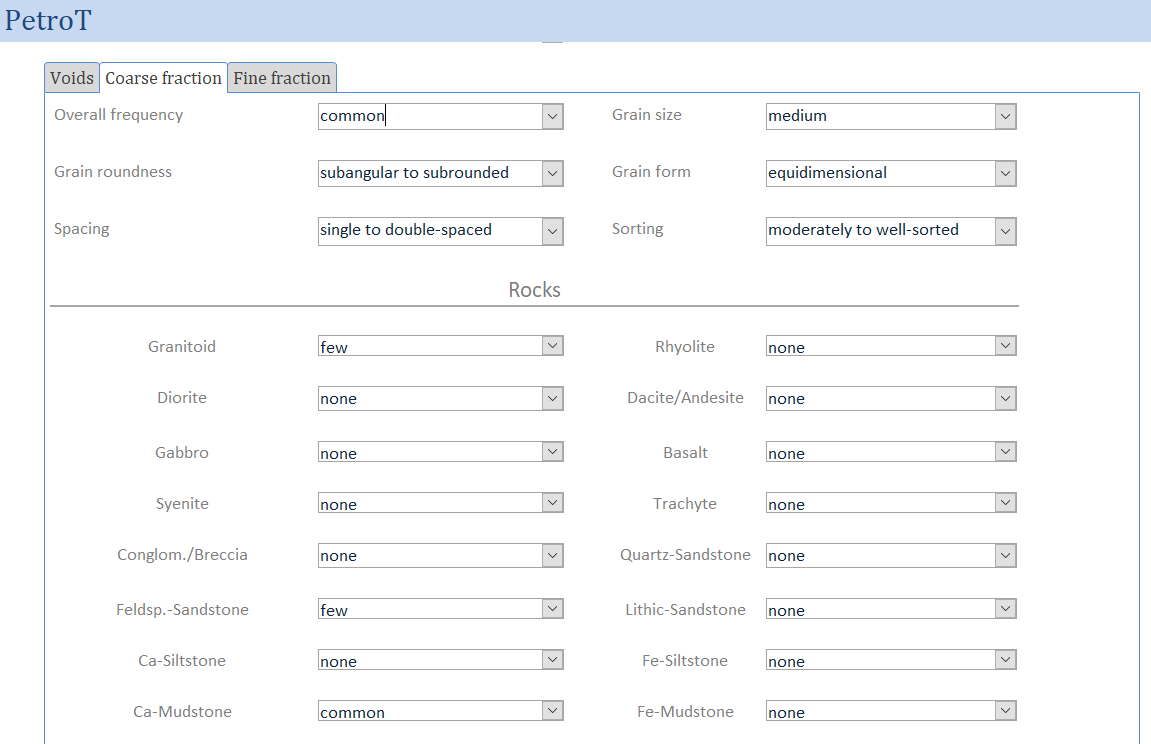 PetroT
Voids Coarse fraction Fine fraction
Overall frequency common Grain size medium
Grain roundness subangular to subrounded Grain form equidimensional
Spacing single to double-spaced Sorting moderately to well-sorted
Rocks
Granitoid few Rhyolite none
Diorite none Dacite/Andesite none
Gabbro none Basalt none
Syenite none Trachyte none
Conglom./Breccia none Quartz-Sandstone none
Feldsp.-Sandstone few Lithic-Sandstone none
Ca-Siltstone none Fe-Siltstone none
Ca-Mudstone common Fe-Mudstone none